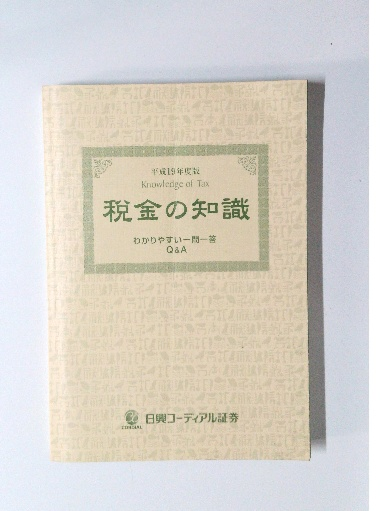 平成19年度版
Knowledge of Tax
税金の知識
わかりやすい一問一答
Q&A
CORDIAL
日興コーディアル証券